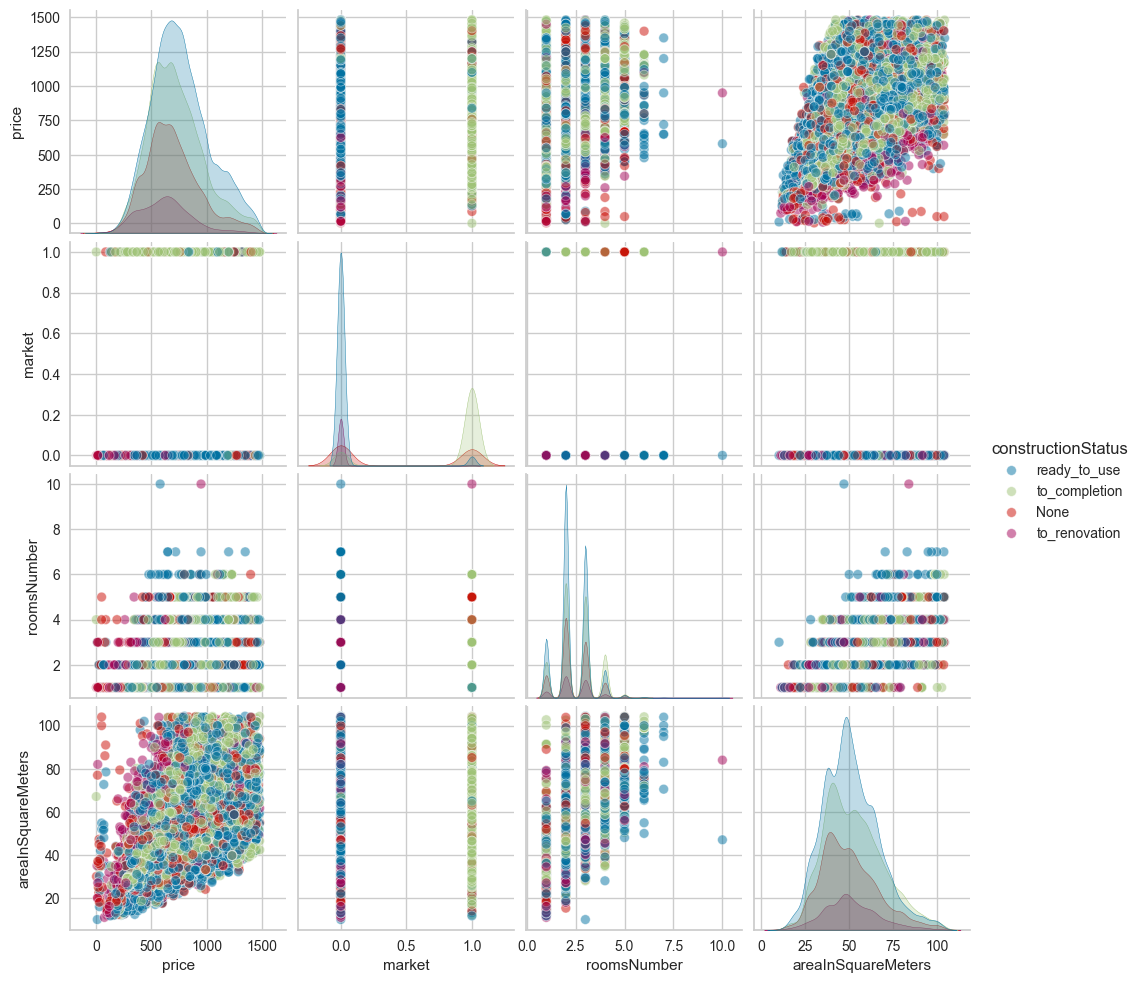 1500
1250
1000
750
500
250
0
price
1.0
0.8
0.6
0.4
0.2
0.0
market
10
8
6
4
2
roomsNumber
100
80
60
40
20
areaInSquareMeters
0 500 1000 1500
price
0.0 0.5 1.0
market
0.0 2.5 5.0 7.5 10.0
roomsNumber
0 25 50 75 100
areaInSquareMeters
constructionStatus
ready_to_use
to_completion
None
to_renovation